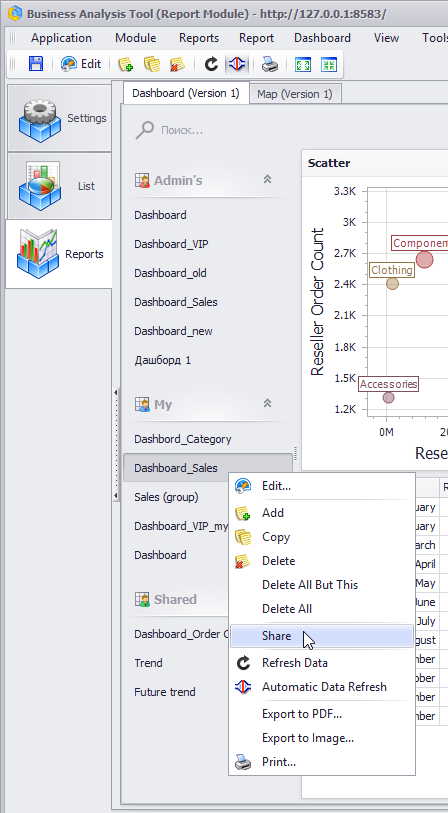 Business Analysis Tool (Report Module) - http://127.0.0.1:8583/
Application Module Reports Report Dashboard View Tools
Edit
Dashboard (Version 1) Map (Version 1)
Settings
List
Reports
Поиск...
Admin's
Dashboard
Dashboard_VIP
Dashboard_old
Dashboard_Sales
Dashboard_new
Дашборд 1
My
Dashbord_Category
Dashboard_Sales
Sales (group)
Dashboard_VIP_my
Dashboard
Shared
Dashboard_Order
Trend
Future trend
Scatter
Reseller Order Count
3.3K
3K
2.7K
2.4K
2.1K
1.8K
1.5K
1.2K
Componen
Clothing
Accessories
0M 20
Rese
R
uary
uary
arch
April
May
June
July
gust
mber
ober
mber
mber
Edit...
Add
Copy
Delete
Delete All But This
Delete All
Share
Refresh Data
Automatic Data Refresh
Export to PDF...
Export to Image...
Print...